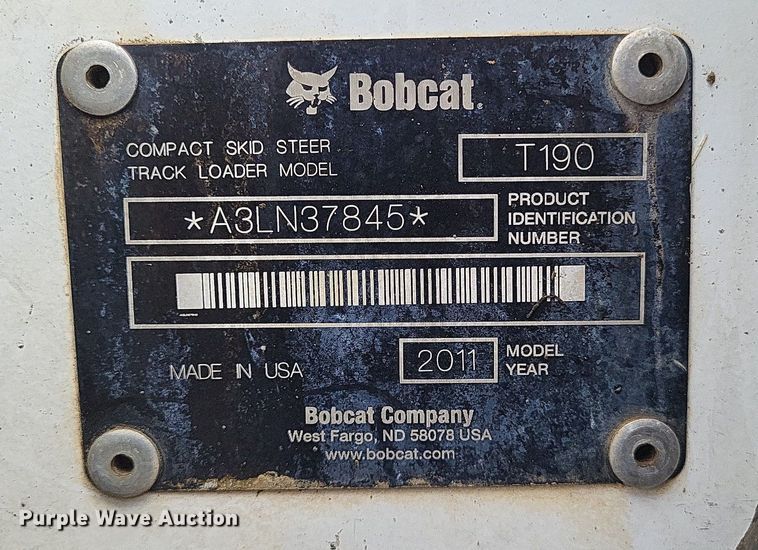 Bobcat.
COMPACT SKID STEER
TRACK LOADER MODEL
T190
*A3LN37845*
PRODUCT
IDENTIFICATION
NUMBER
MADE IN USA
2011
MODEL
YEAR
Bobcat Company
West Fargo, ND 58078 USA
www.bobcat.com
Purple Wave Auction